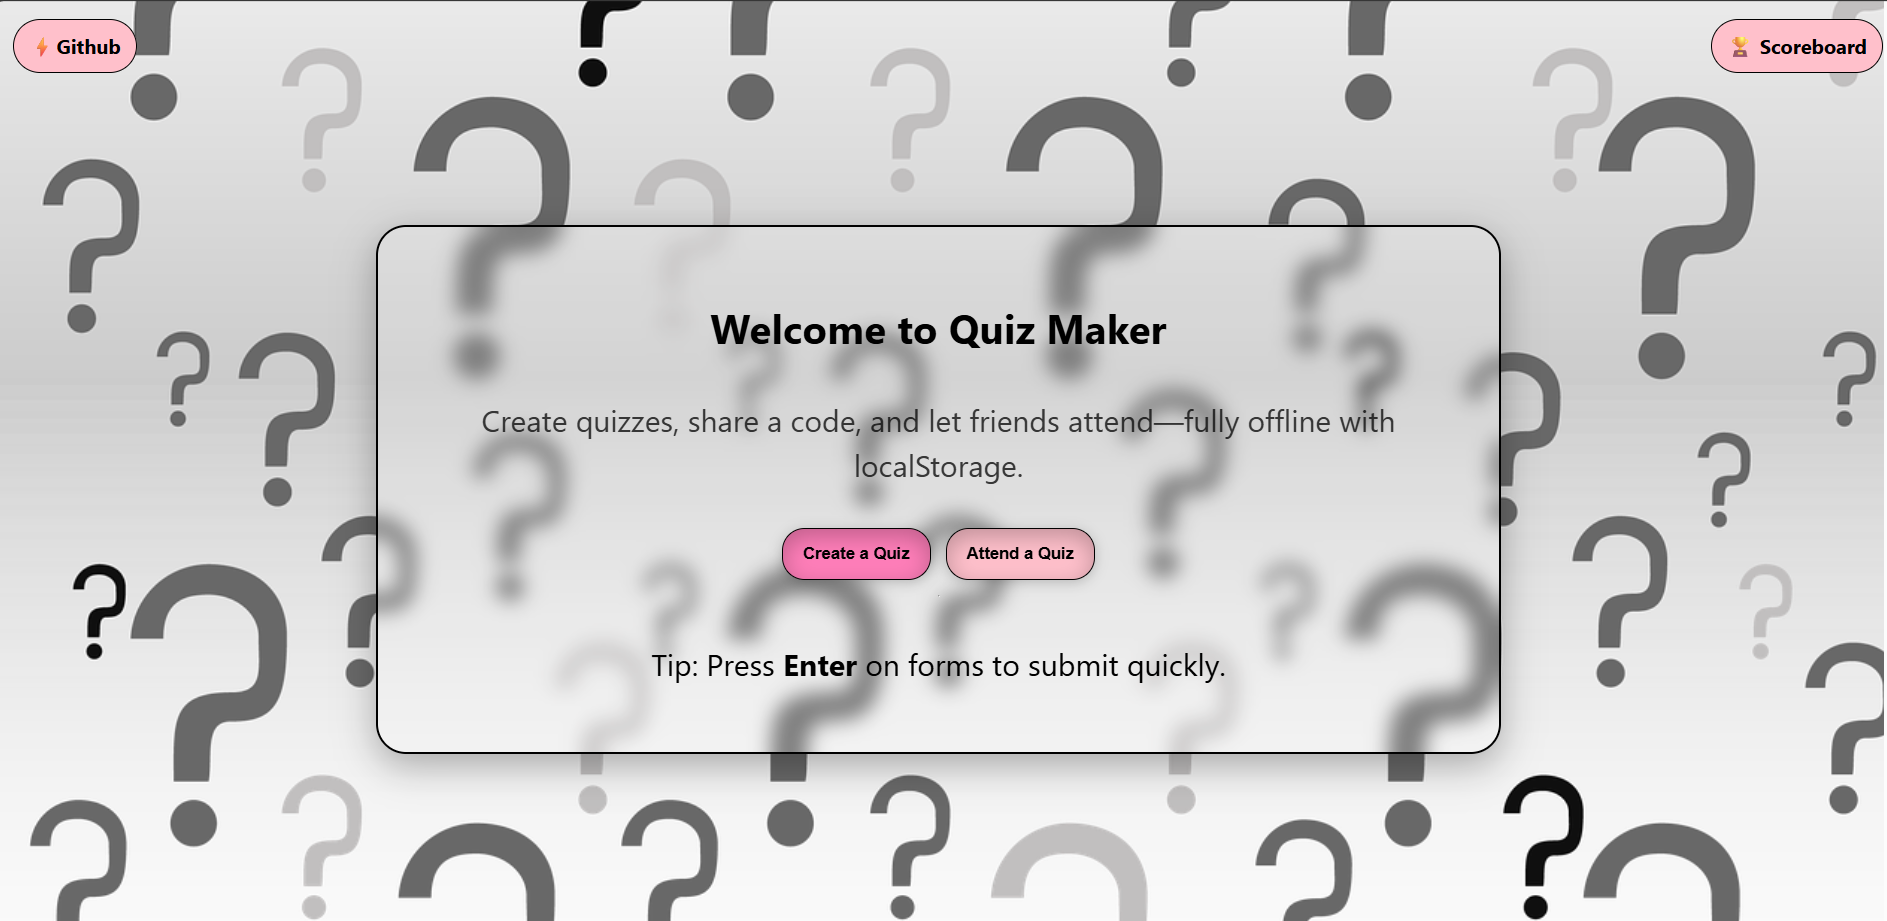 ⚡ Github
🏆 Scoreboard
Welcome to Quiz Maker
Create quizzes, share a code, and let friends attend—fully offline with
localStorage.
Create a Quiz
Attend a Quiz
Tip: Press Enter on forms to submit quickly.